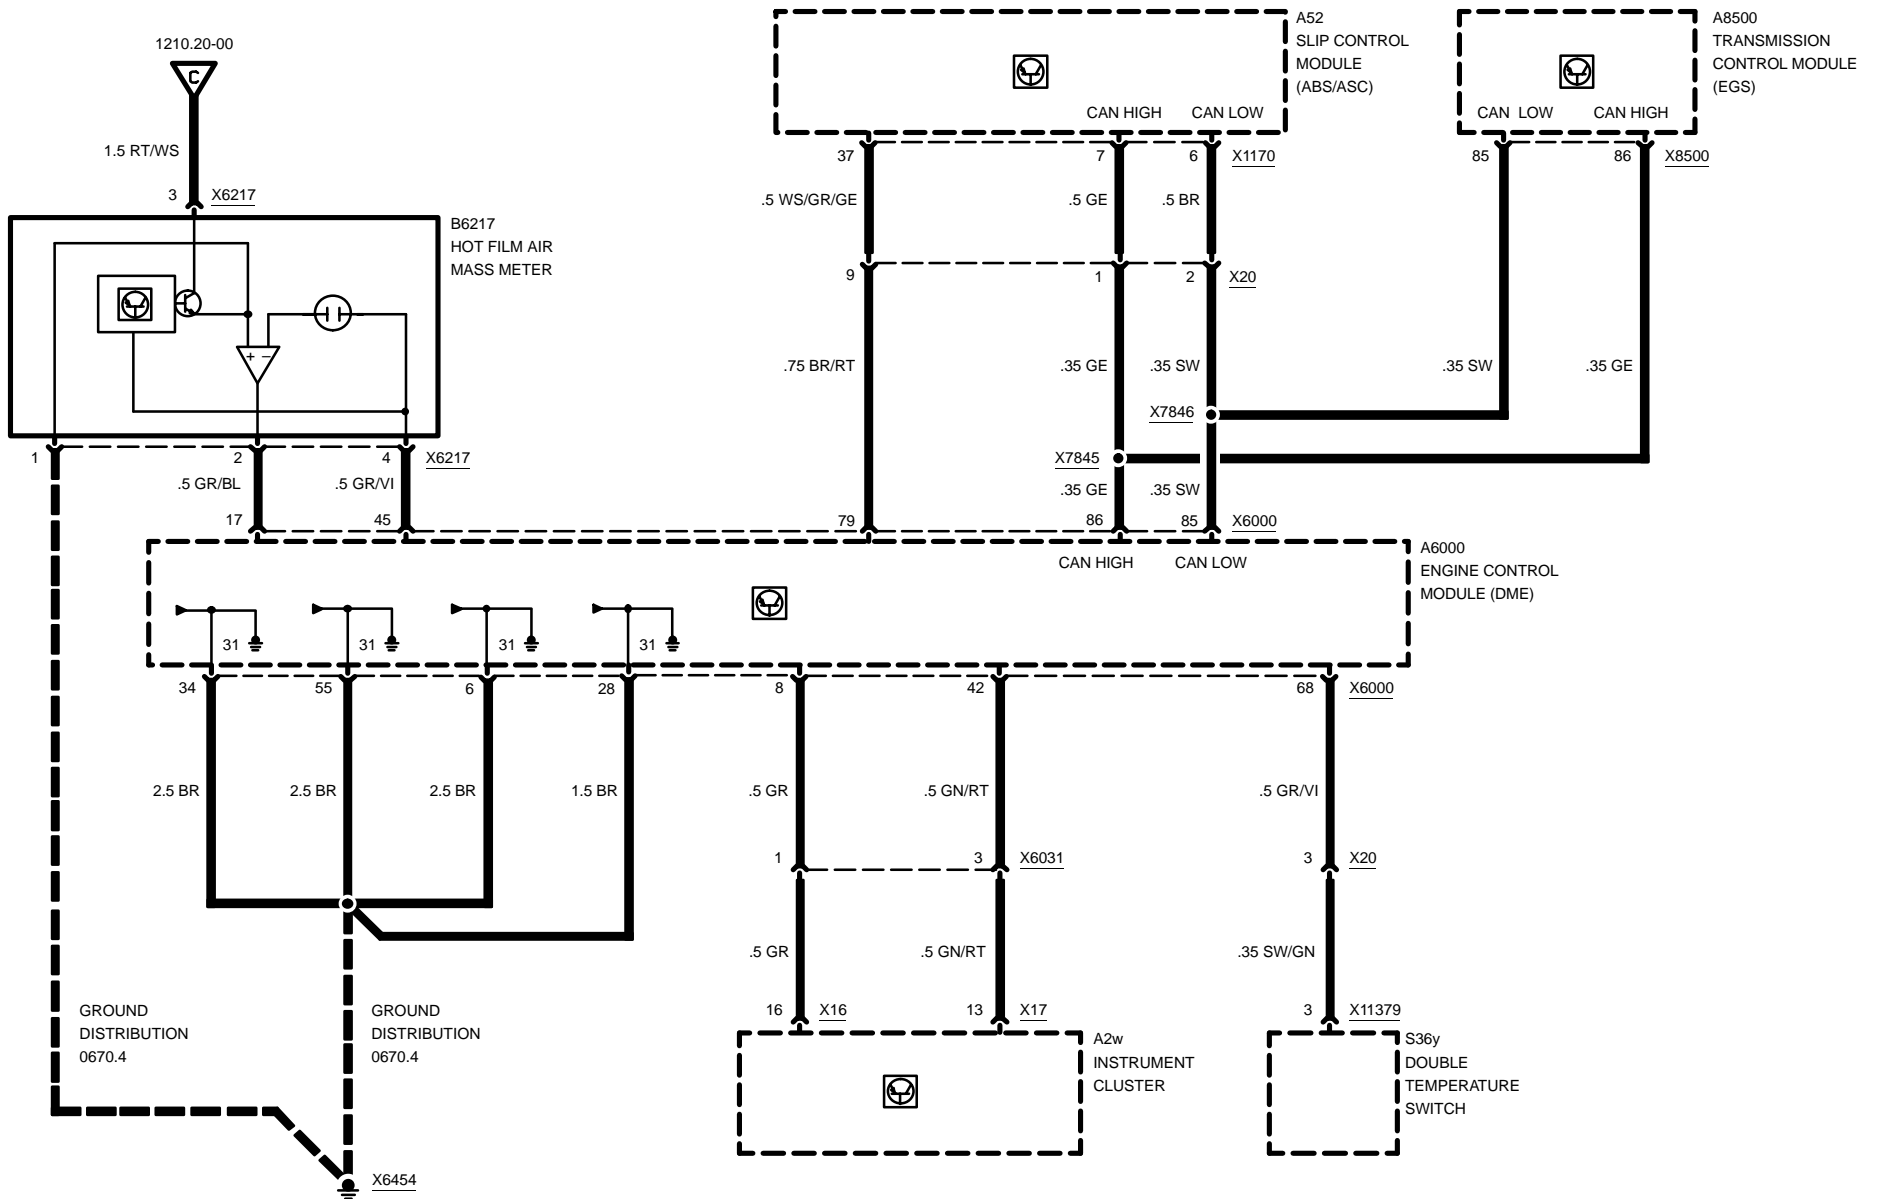 1210.20-00
C
1.5 RT/WS
3 X6217
B6217
HOT FILM AIR
MASS METER
+ −
1 2 4 X6217
.5 GR/BL .5 GR/VI
A52
SLIP CONTROL
MODULE
(ABS/ASC)
CAN HIGH CAN LOW
37 7 6 X1170
.5 WS/GR/GE .5 GE .5 BR
9 1 2 X20
.75 BR/RT .35 GE .35 SW
A8500
TRANSMISSION
CONTROL MODULE
(EGS)
CAN LOW CAN HIGH
85 86 X8500
.35 SW .35 GE
X7846
X7845
.35 GE .35 SW
17 45 79 86 85 X6000
CAN HIGH CAN LOW
A6000
ENGINE CONTROL
MODULE (DME)
31 31 31 31
34 55 6 28 8 42 68 X6000
2.5 BR 2.5 BR 2.5 BR 1.5 BR .5 GR .5 GN/RT .5 GR/VI
1 3 X6031 3 X20
.5 GR .5 GN/RT .35 SW/GN
16 X16 13 X17 3 X11379
GROUND
DISTRIBUTION
0670.4
GROUND
DISTRIBUTION
0670.4
A2w
INSTRUMENT
CLUSTER
S36y
DOUBLE
TEMPERATURE
SWITCH
X6454